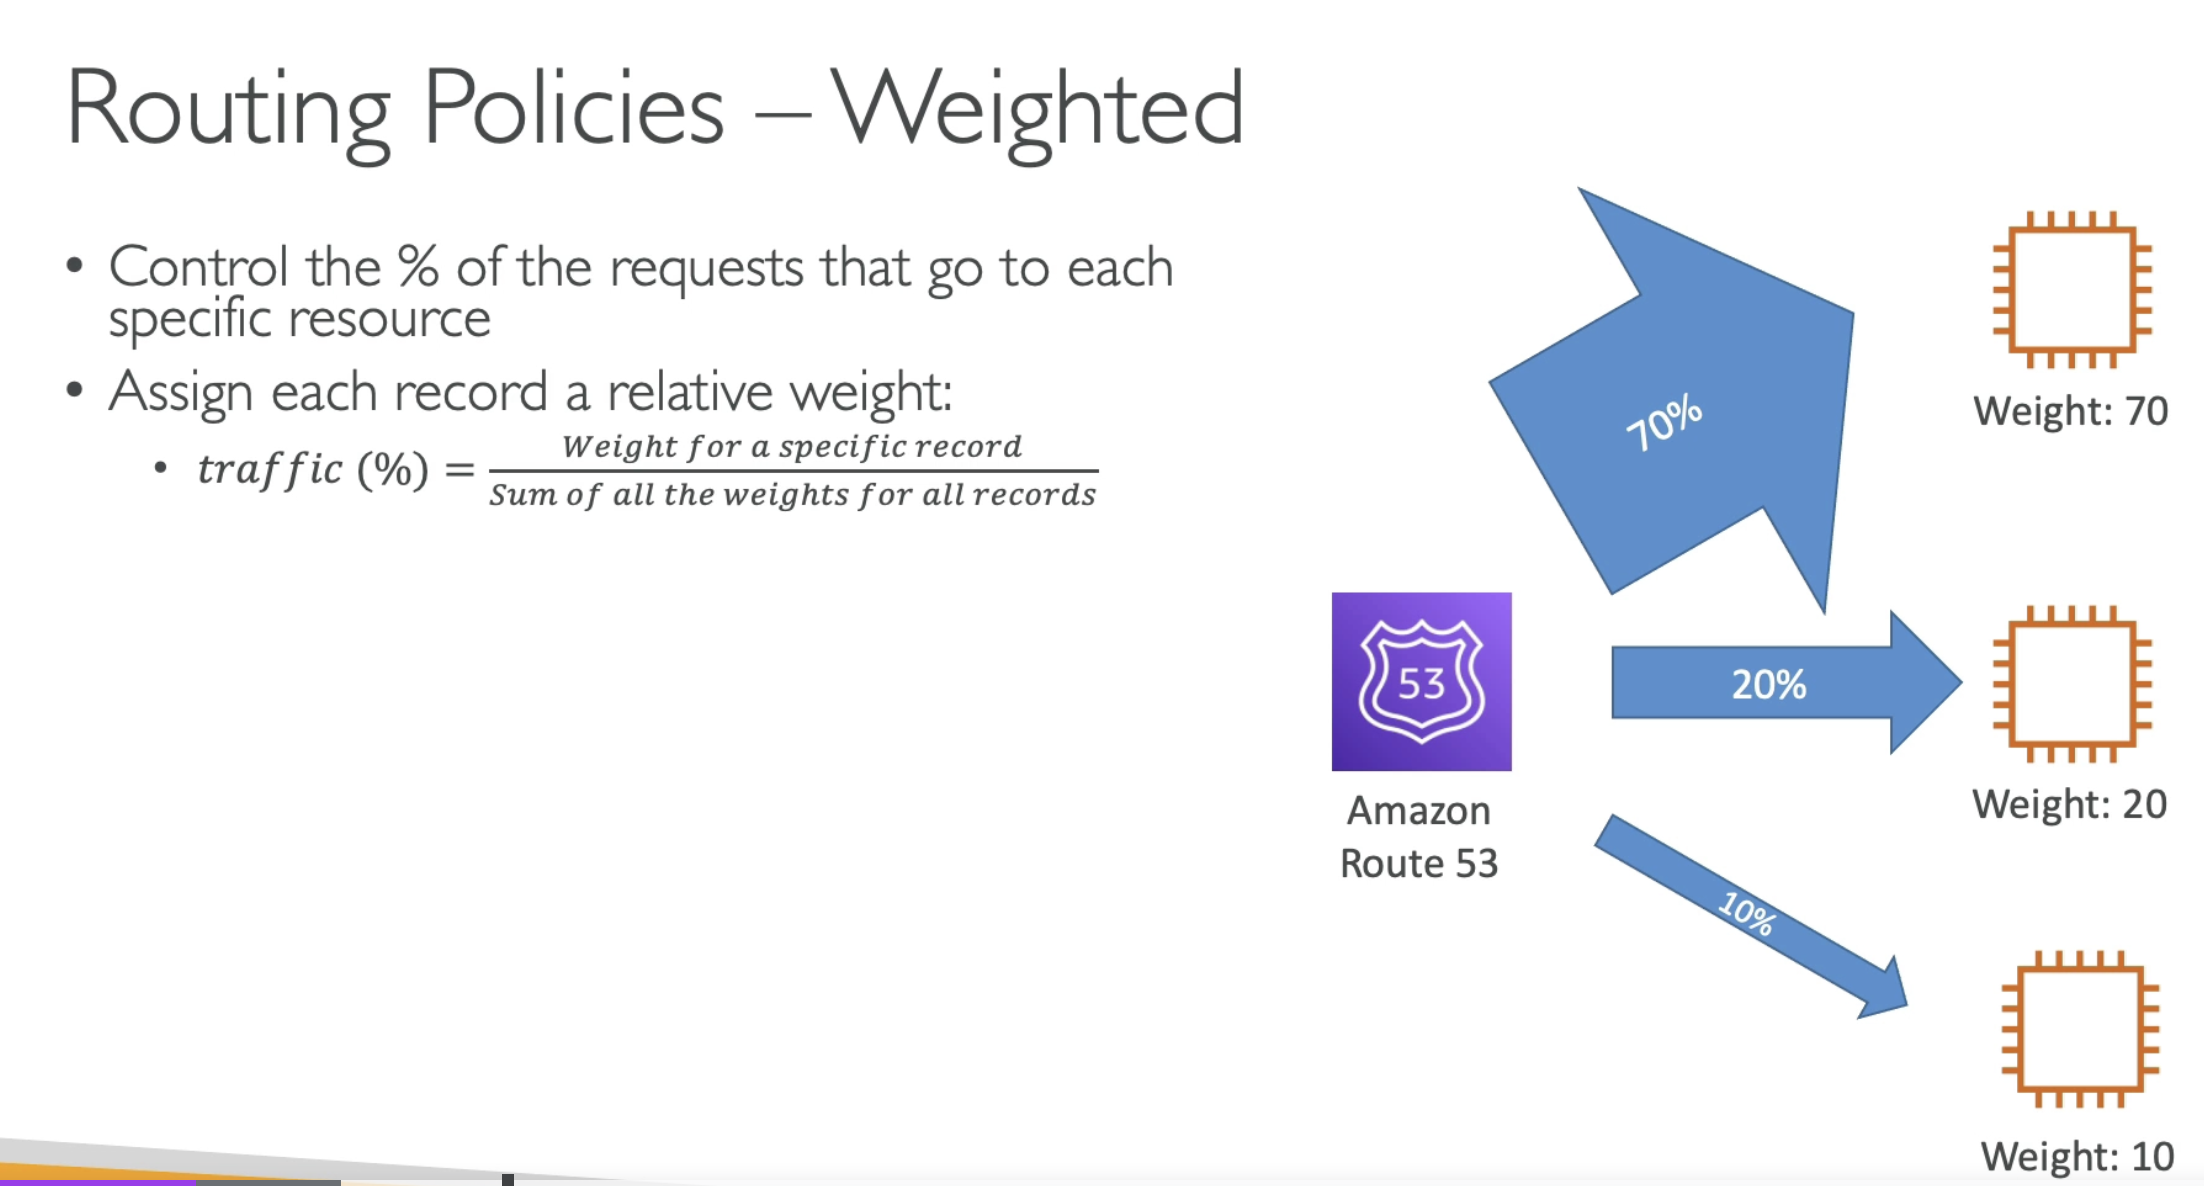 Routing Policies – Weighted
• Control the % of the requests that go to each
specific resource
• Assign each record a relative weight:
• traffic (%) = Weight for a specific record / Sum of all the weights for all records
70%
Weight: 70
20%
Weight: 20
53
Amazon
Route 53
10%
Weight: 10